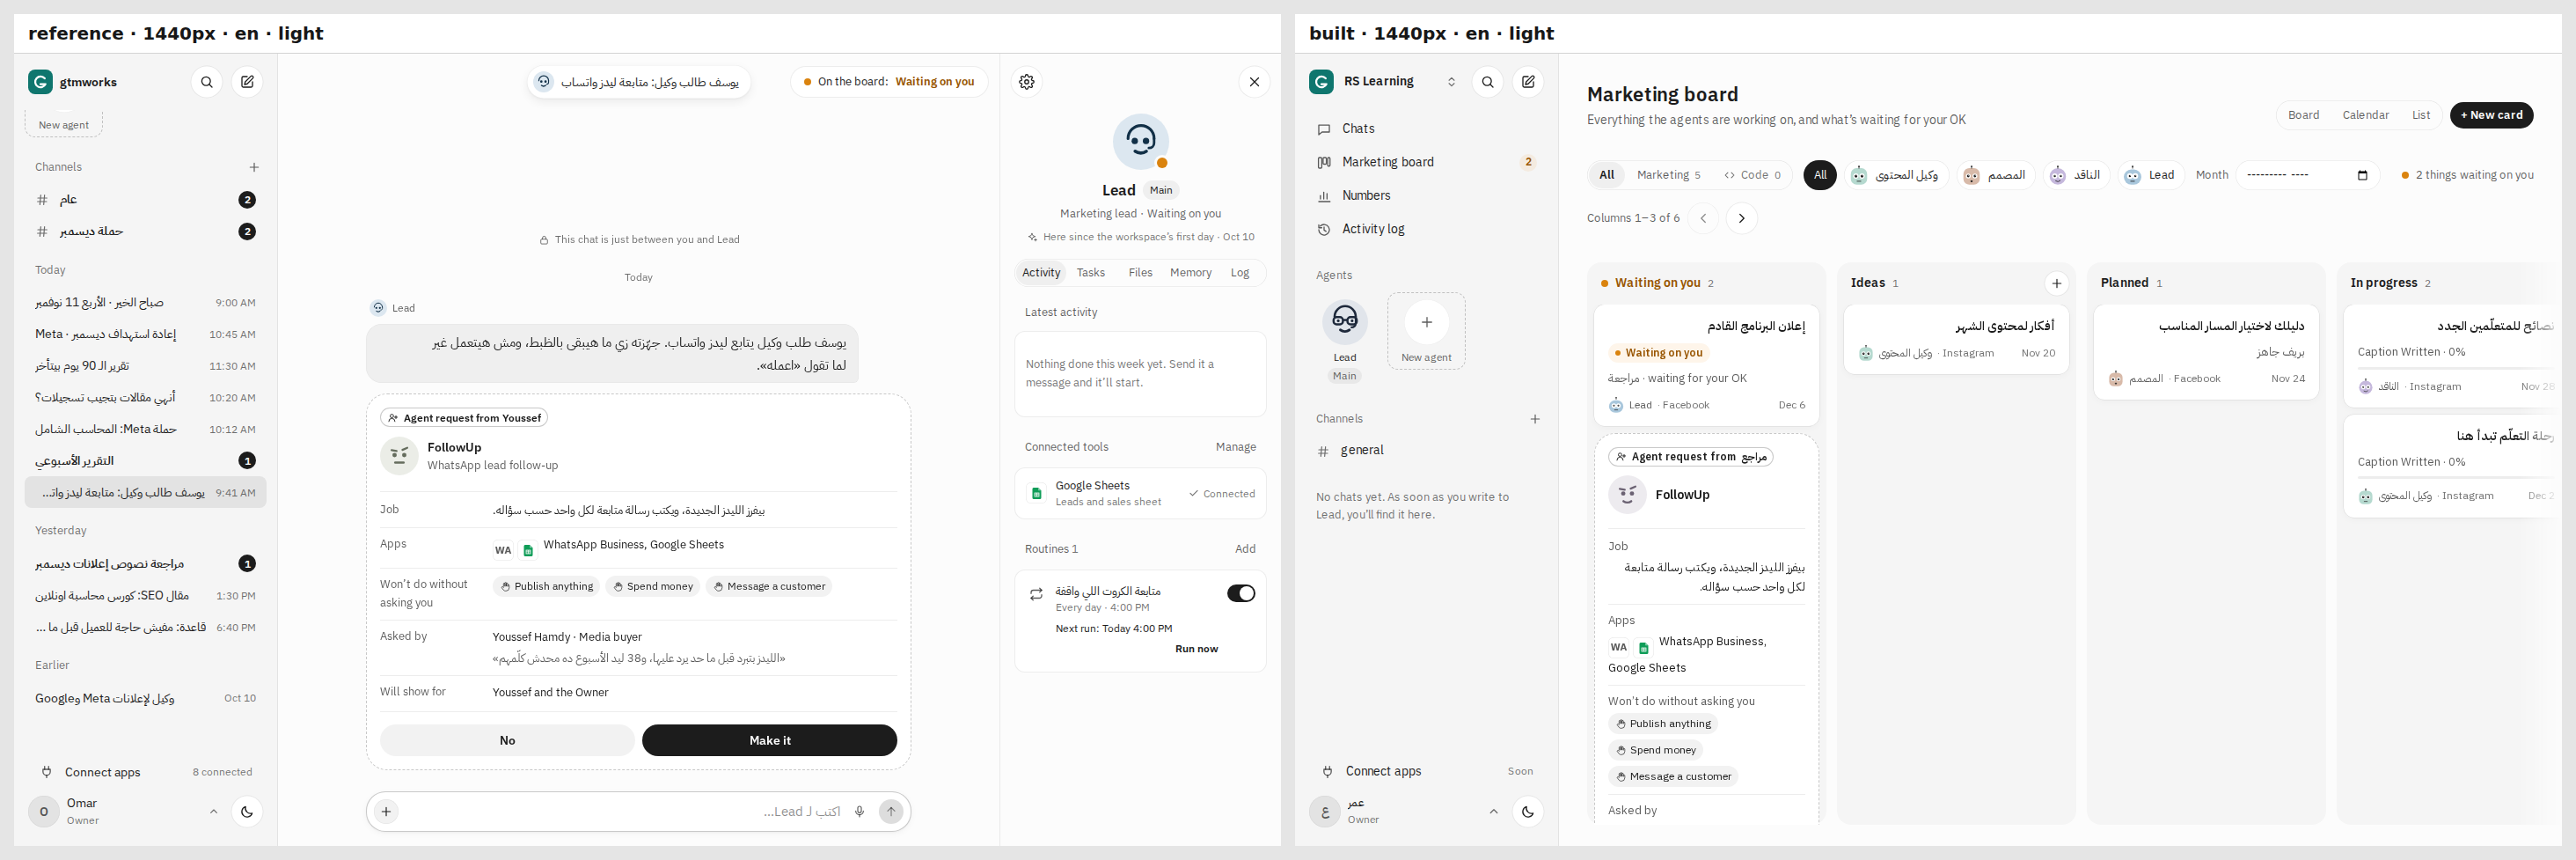 reference · 1440px · en · light
gtmworks
New agent
Channels
عام
2
حملة ديسمبر
2
Today
صباح الخير · الأربع 11 نوفمبر
9:00 AM
إعادة استهداف ديسمبر · Meta
10:45 AM
تقرير الـ 90 يوم بيتأخر
11:30 AM
أنهي مقالات بتجيب تسجيلات؟
10:20 AM
حملة Meta: المحاسب الشامل
10:12 AM
التقرير الأسبوعي
1
يوسف طالب وكيل: متابعة ليدز وات...
9:41 AM
Yesterday
مراجعة نصوص إعلانات ديسمبر
1
مقال SEO: كورس محاسبة اونلاين
1:30 PM
قاعدة: مفيش حاجة للعميل قبل ما ...
6:40 PM
Earlier
وكيل لإعلانات Meta وGoogle
Oct 10
Connect apps
8 connected
O
Omar
Owner
يوسف طالب وكيل: متابعة ليدز واتساب
On the board: Waiting on you
This chat is just between you and Lead
Today
Lead
يوسف طلب وكيل يتابع ليدز واتساب. جهّزته زي ما هيبقى بالظبط، ومش هيتعمل غير
لما تقول «اعمله».
Agent request from Youssef
FollowUp
WhatsApp lead follow-up
Job
بيفرز الليدز الجديدة، ويكتب رسالة متابعة لكل واحد حسب سؤاله.
Apps
WA
WhatsApp Business, Google Sheets
Won't do without
asking you
Publish anything
Spend money
Message a customer
Asked by
Youssef Hamdy · Media buyer
«الليدز بتبرد قبل ما حد يرد عليها، و38 ليد الأسبوع ده محدش كلّمهم»
Will show for
Youssef and the Owner
No
Make it
اكتب لـ Lead...
Lead
Main
Marketing lead · Waiting on you
Here since the workspace's first day · Oct 10
Activity
Tasks
Files
Memory
Log
Latest activity
Nothing done this week yet. Send it a
message and it'll start.
Connected tools
Manage
Google Sheets
Leads and sales sheet
Connected
Routines 1
Add
متابعة الكروت اللي واقفة
Every day · 4:00 PM
Next run: Today 4:00 PM
Run now
built · 1440px · en · light
RS Learning
Chats
Marketing board
2
Numbers
Activity log
Agents
Lead
Main
New agent
Channels
general
No chats yet. As soon as you write to
Lead, you'll find it here.
Connect apps
Soon
ع
عمر
Owner
Marketing board
Everything the agents are working on, and what's waiting for your OK
Board
Calendar
List
+ New card
All
Marketing 5
Code 0
All
وكيل المحتوى
المصمم
الناقد
Lead
Month
--------- ----
2 things waiting on you
Columns 1–3 of 6
Waiting on you 2
إعلان البرنامج القادم
Waiting on you
مراجعة · waiting for your OK
Lead · Facebook
Dec 6
Agent request from مراجع
FollowUp
Job
بيفرز الليدز الجديدة، ويكتب رسالة متابعة
لكل واحد حسب سؤاله.
Apps
WA
WhatsApp Business,
Google Sheets
Won't do without asking you
Publish anything
Spend money
Message a customer
Asked by
Ideas 1
أفكار لمحتوى الشهر
وكيل المحتوى · Instagram
Nov 20
Planned 1
دليلك لاختيار المسار المناسب
بريف جاهز
المصمم · Facebook
Nov 24
In progress 2
نصائح للمتعلّمين الجدد
Caption Written · 0%
الناقد · Instagram
Nov 28
رحلة التعلّم تبدأ هنا
Caption Written · 0%
وكيل المحتوى · Instagram
Dec 2